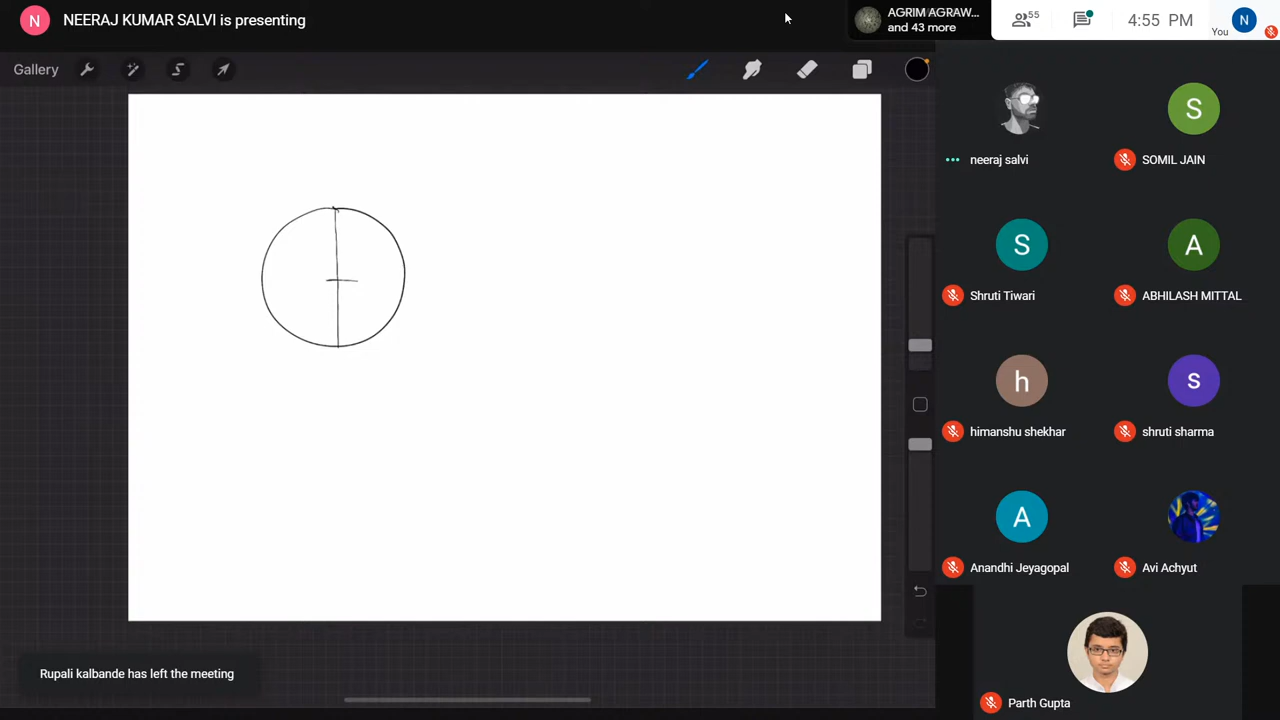 N NEERAJ KUMAR SALVI is presenting
AGRIM AGRAW...
and 43 more
55
4:55 PM
You
N
Gallery
neeraj salvi
S
SOMIL JAIN
S
Shruti Tiwari
A
ABHILASH MITTAL
h
himanshu shekhar
s
shruti sharma
A
Anandhi Jeyagopal
Avi Achyut
Parth Gupta
Rupali kalbande has left the meeting